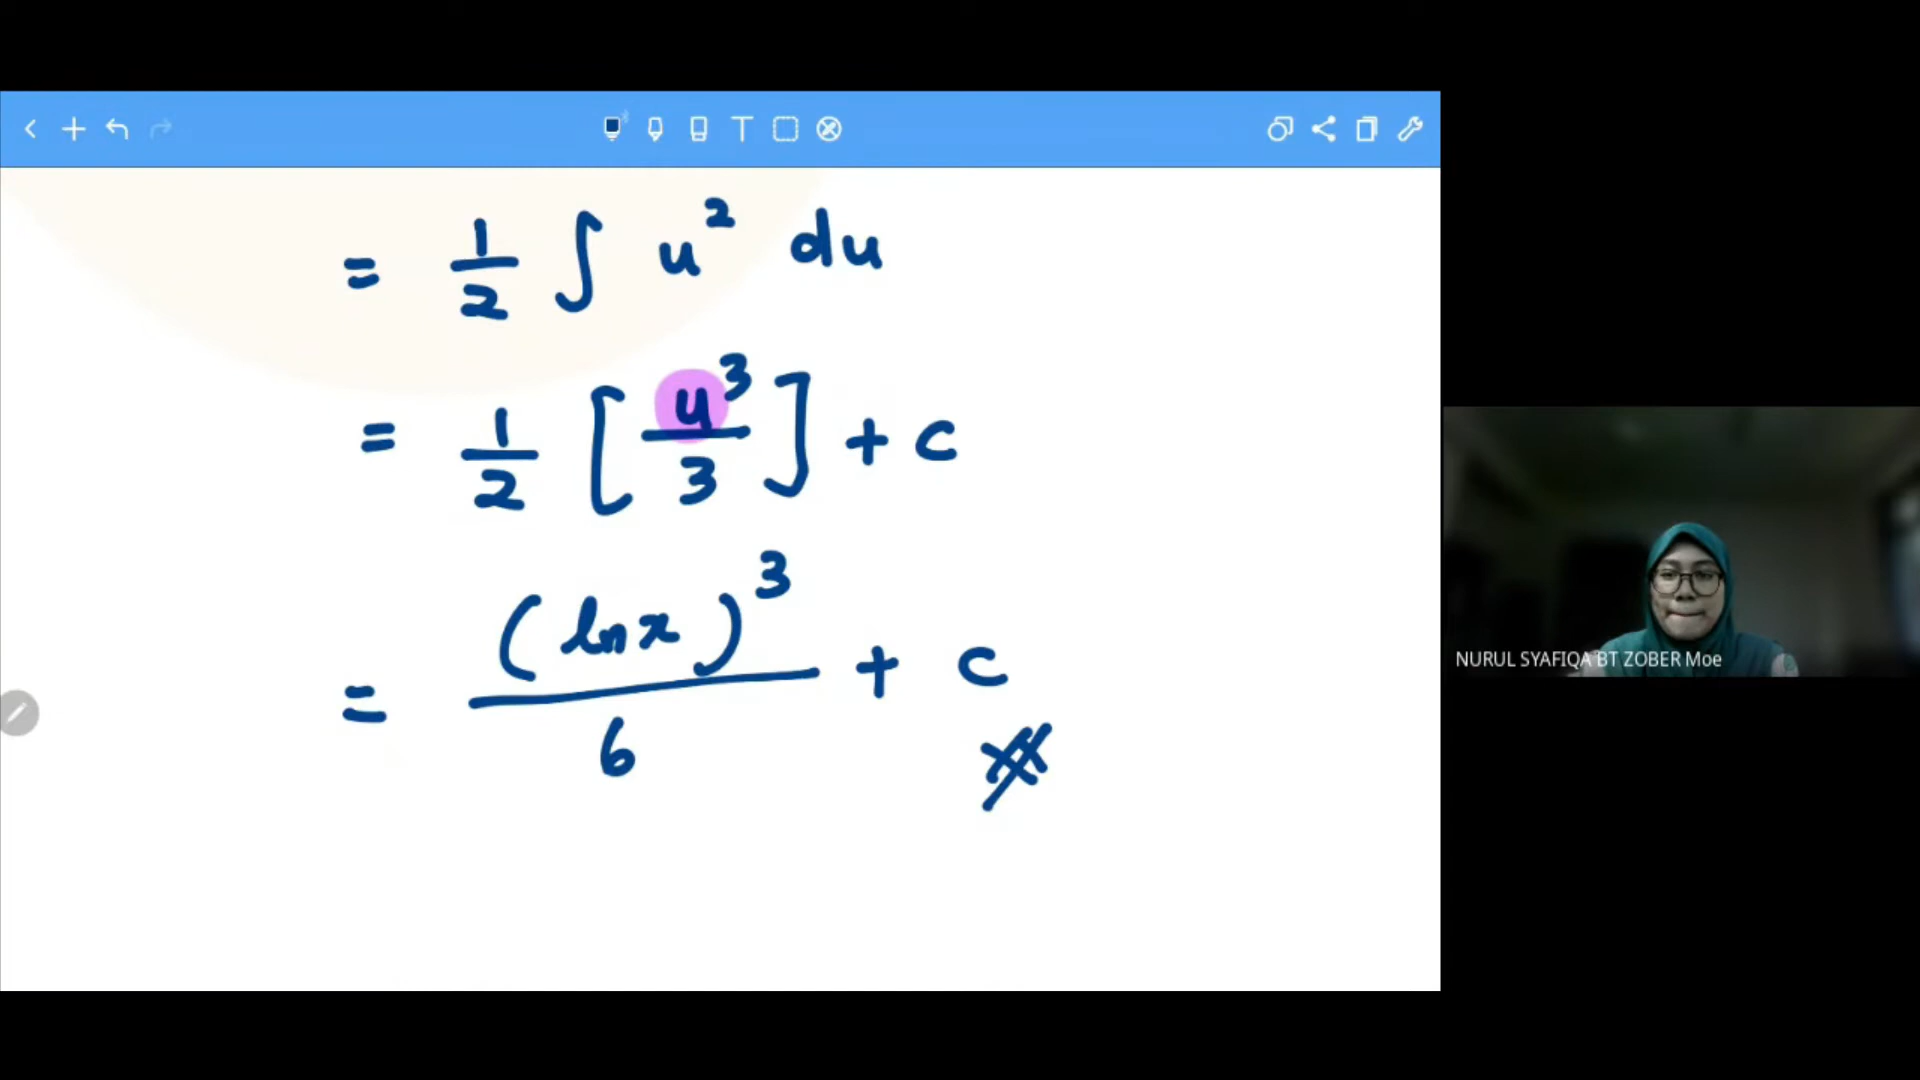 T
= 1/2 ∫ u² du
= 1/2 [u³/3] + c
= (ln x)³/6 + c
NURUL SYAFIQA BT ZOBER Moe